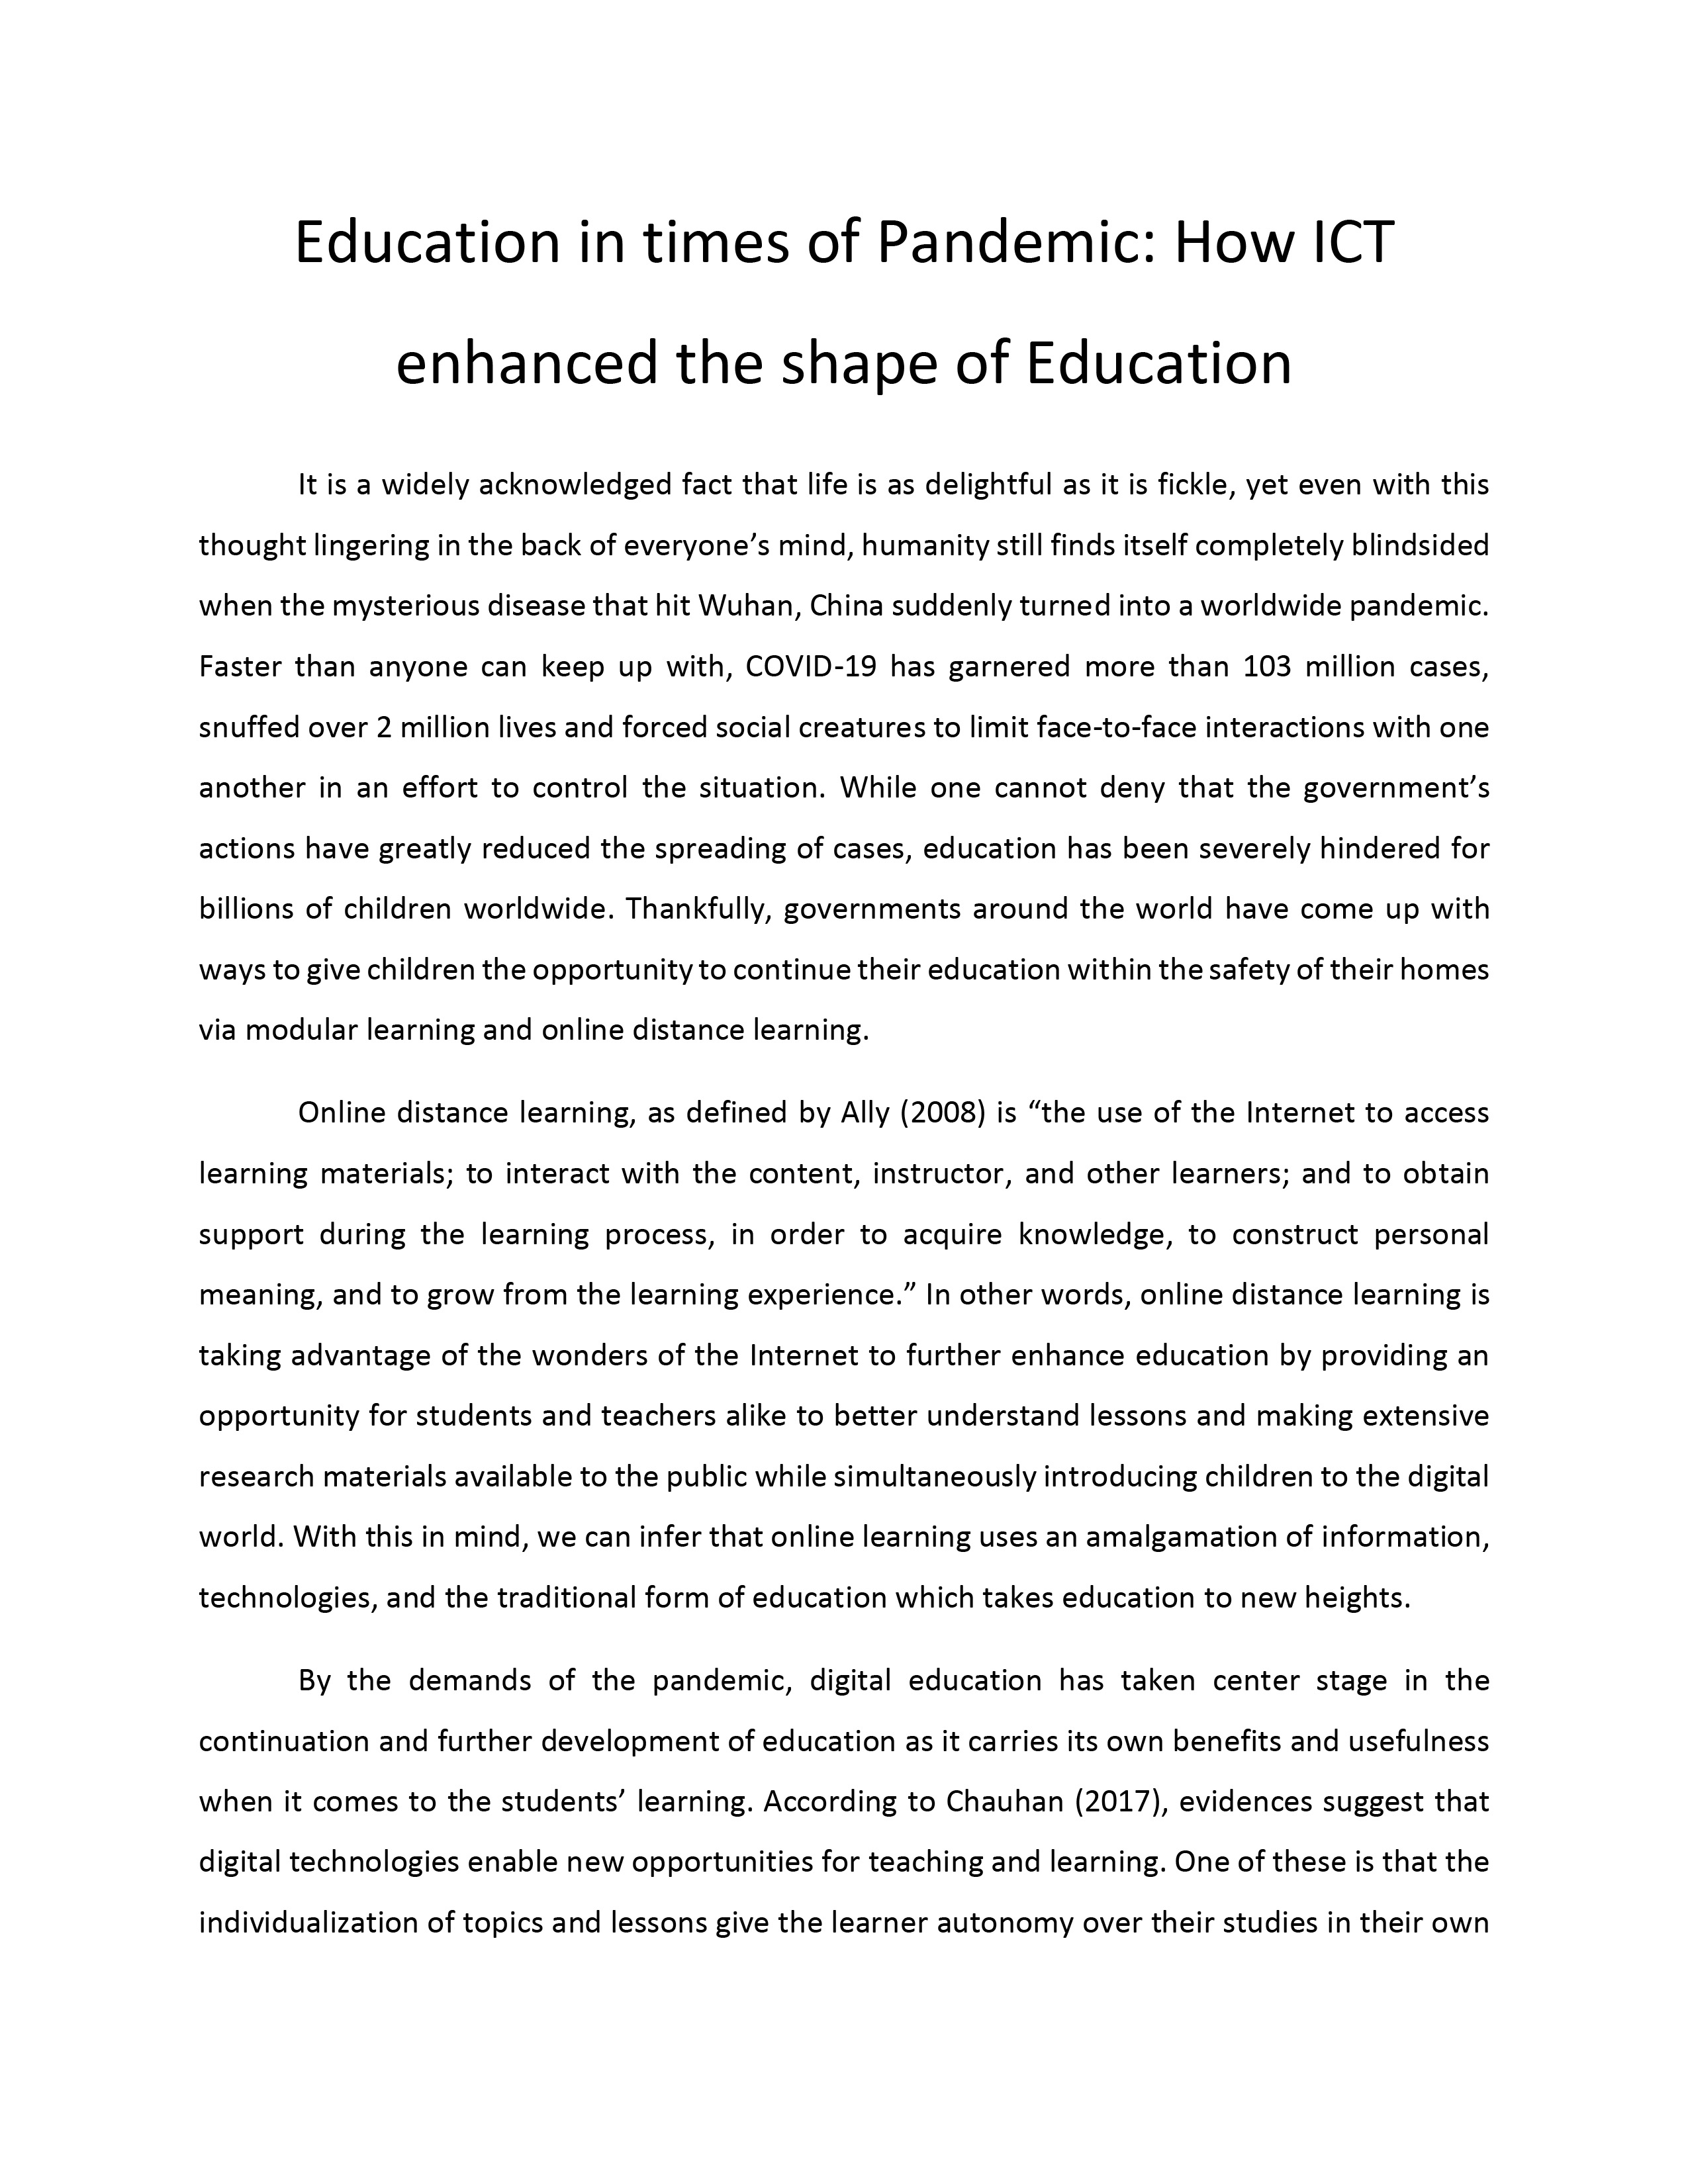 Education in times of Pandemic: How ICT
enhanced the shape of Education
It is a widely acknowledged fact that life is as delightful as it is fickle, yet even with this
thought lingering in the back of everyone’s mind, humanity still finds itself completely blindsided
when the mysterious disease that hit Wuhan, China suddenly turned into a worldwide pandemic.
Faster than anyone can keep up with, COVID-19 has garnered more than 103 million cases,
snuffed over 2 million lives and forced social creatures to limit face-to-face interactions with one
another in an effort to control the situation. While one cannot deny that the government’s
actions have greatly reduced the spreading of cases, education has been severely hindered for
billions of children worldwide. Thankfully, governments around the world have come up with
ways to give children the opportunity to continue their education within the safety of their homes
via modular learning and online distance learning.
Online distance learning, as defined by Ally (2008) is “the use of the Internet to access
learning materials; to interact with the content, instructor, and other learners; and to obtain
support during the learning process, in order to acquire knowledge, to construct personal
meaning, and to grow from the learning experience.” In other words, online distance learning is
taking advantage of the wonders of the Internet to further enhance education by providing an
opportunity for students and teachers alike to better understand lessons and making extensive
research materials available to the public while simultaneously introducing children to the digital
world. With this in mind, we can infer that online learning uses an amalgamation of information,
technologies, and the traditional form of education which takes education to new heights.
By the demands of the pandemic, digital education has taken center stage in the
continuation and further development of education as it carries its own benefits and usefulness
when it comes to the students’ learning. According to Chauhan (2017), evidences suggest that
digital technologies enable new opportunities for teaching and learning. One of these is that the
individualization of topics and lessons give the learner autonomy over their studies in their own